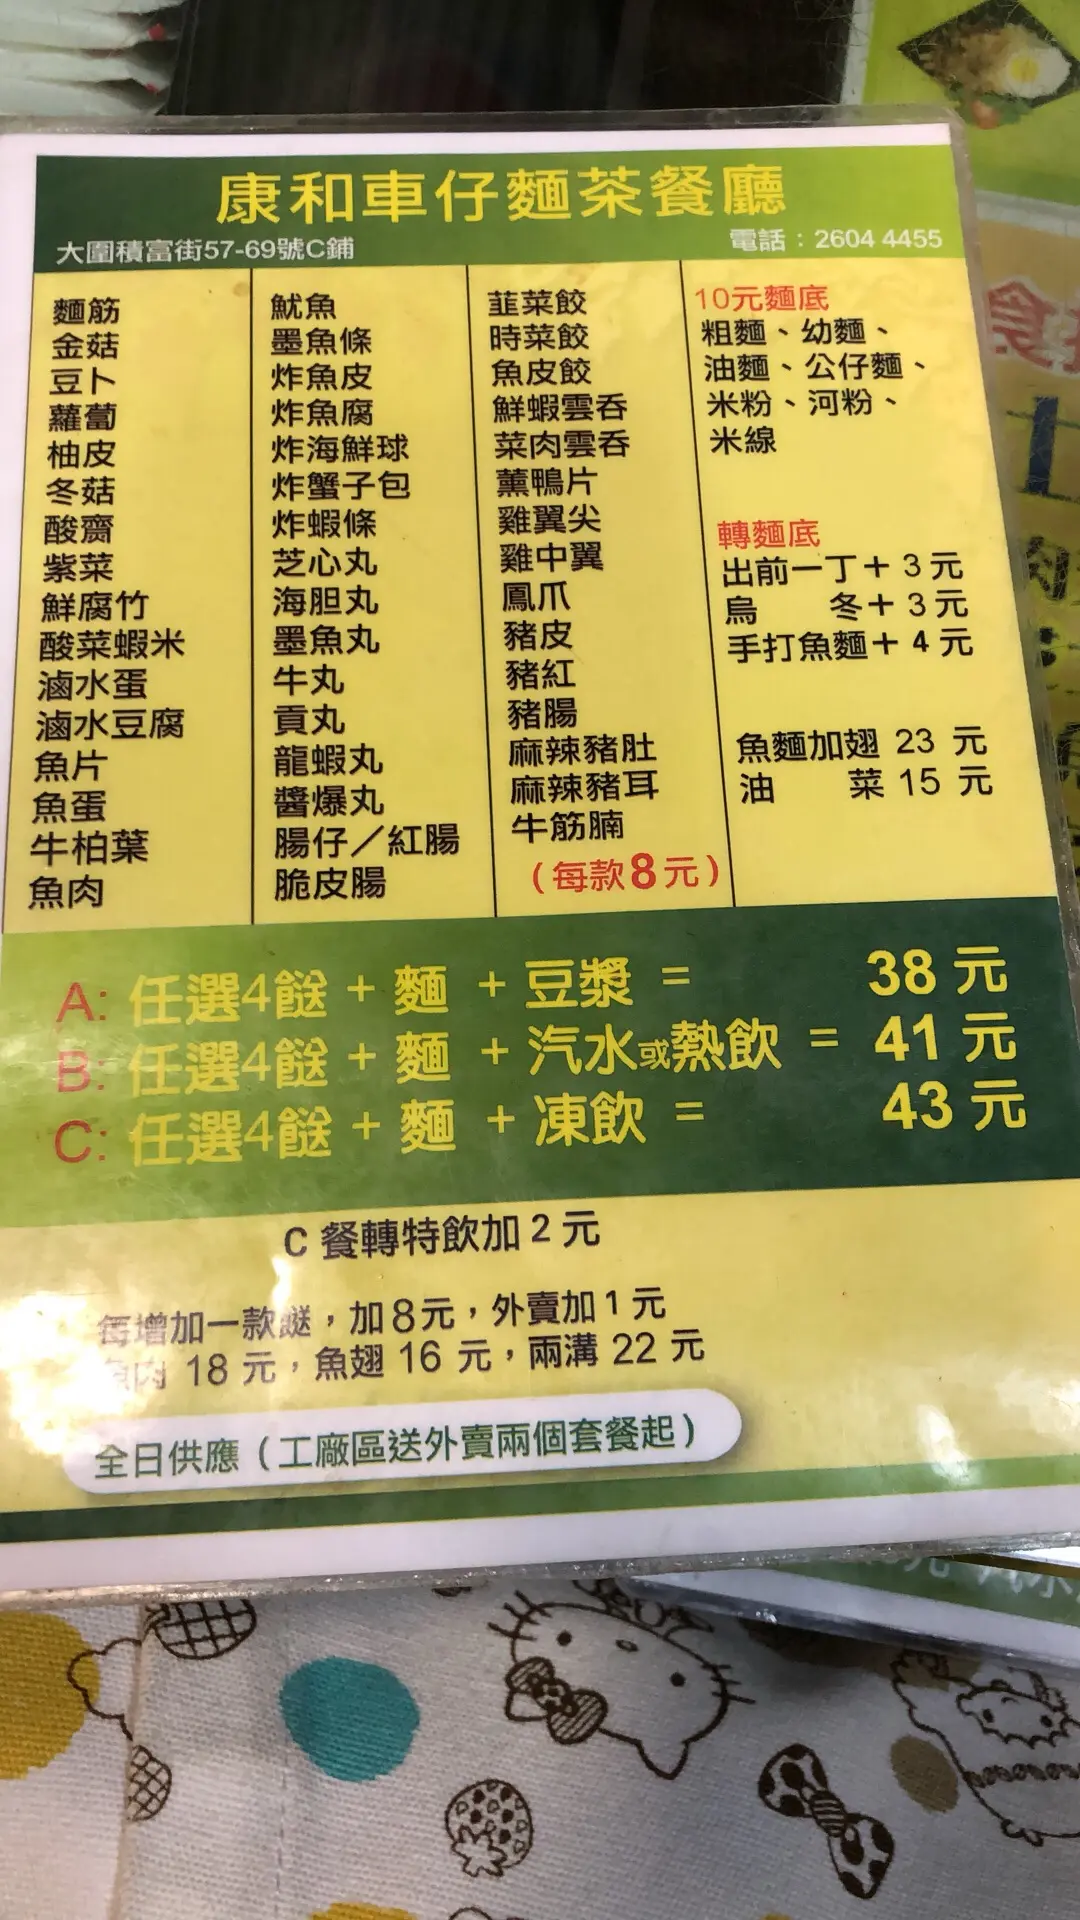 康和車仔麵茶餐廳
大圍積富街57-69號C鋪
電話：2604 4455
麵筋
金菇
豆卜
蘿蔔
柚皮
冬菇
酸齋
紫菜
鮮腐竹
酸菜蝦米
滷水蛋
滷水豆腐
魚片
魚蛋
牛柏葉
魚肉
魷魚
墨魚條
炸魚皮
炸魚腐
炸海鮮球
炸蟹子包
炸蝦條
芝心丸
海胆丸
墨魚丸
牛丸
貢丸
龍蝦丸
醬爆丸
腸仔／紅腸
脆皮腸
韮菜餃
時菜餃
魚皮餃
鮮蝦雲吞
菜肉雲吞
薰鴨片
雞翼尖
雞中翼
鳳爪
豬皮
豬紅
豬腸
麻辣豬肚
麻辣豬耳
牛筋腩
（每款8元）
10元麵底
粗麵、幼麵、
油麵、公仔麵、
米粉、河粉、
米線
轉麵底
出前一丁＋3元
烏 冬＋3元
手打魚麵＋4元
魚麵加翅 23 元
油 菜 15 元
A: 任選4餸 + 麵 + 豆漿 = 38 元
B: 任選4餸 + 麵 + 汽水或熱飲 = 41 元
C: 任選4餸 + 麵 + 凍飲 = 43 元
C 餐轉特飲加 2 元
每增加一款餸，加8元，外賣加1元
魚肉 18 元，魚翅 16 元，兩溝 22 元
全日供應（工廠區送外賣兩個套餐起）